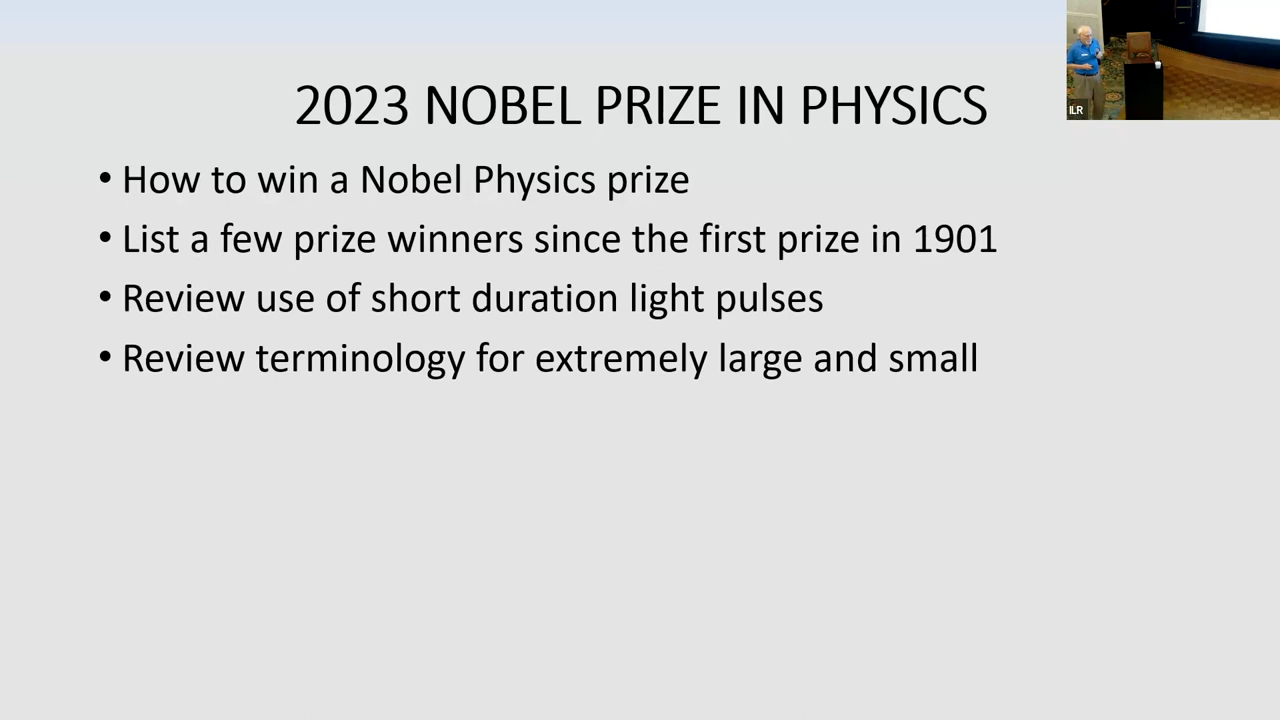 2023 NOBEL PRIZE IN PHYSICS
• How to win a Nobel Physics prize
• List a few prize winners since the first prize in 1901
• Review use of short duration light pulses
• Review terminology for extremely large and small
ILR